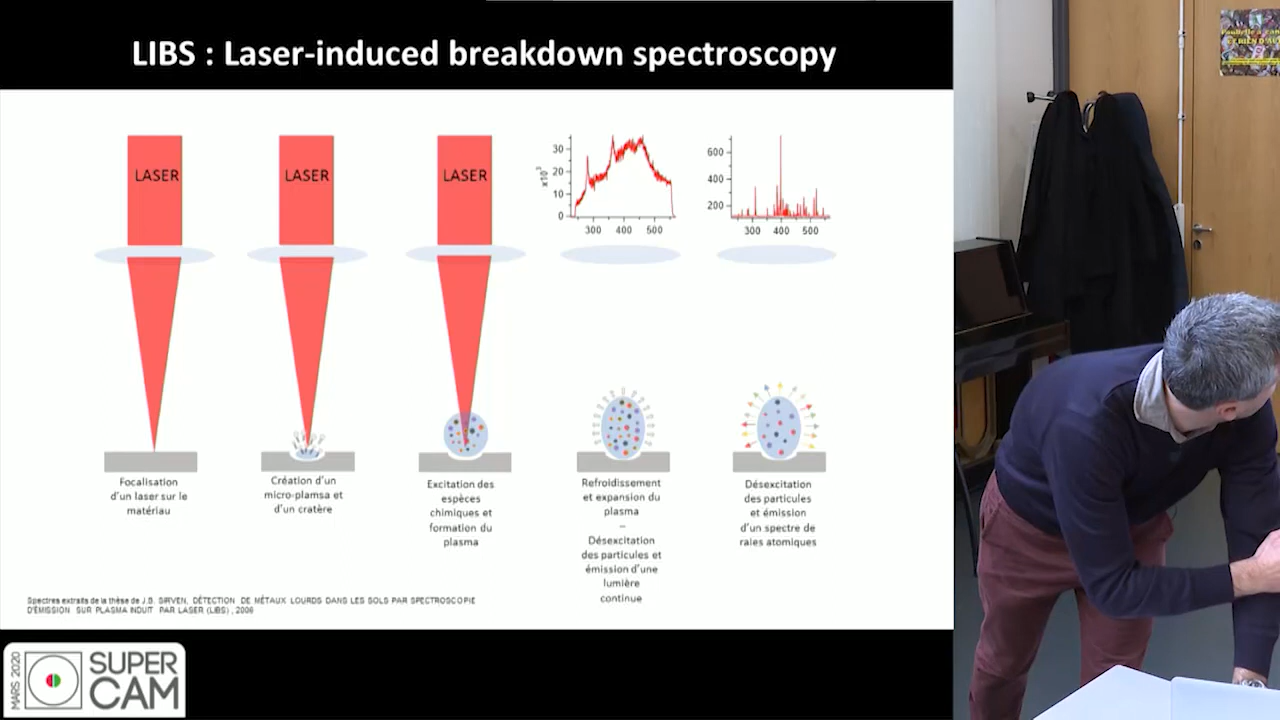 LIBS : Laser-induced breakdown spectroscopy
LASER
LASER
LASER
x10³
30
20
10
0
300 400 500
600
400
200
300 400 500
Focalisation
d'un laser sur le
matériau
Création d'un
micro-plamsa et
d'un cratère
Excitation des
espèces
chimiques et
formation du
plasma
Refroidissement
et expansion du
plasma
–
Désexcitation
des particules et
émission d'une
lumière
continue
Désexcitation
des particules
et émission
d'un spectre de
raies atomiques
Spectres extraits de la thèse de J.B. SIRVEN, DÉTECTION DE MÉTAUX LOURDS DANS LES SOLS PAR SPECTROSCOPIE
D'ÉMISSION SUR PLASMA INDUIT PAR LASER (LIBS) , 2006
MARS 2020
SUPER
CAM